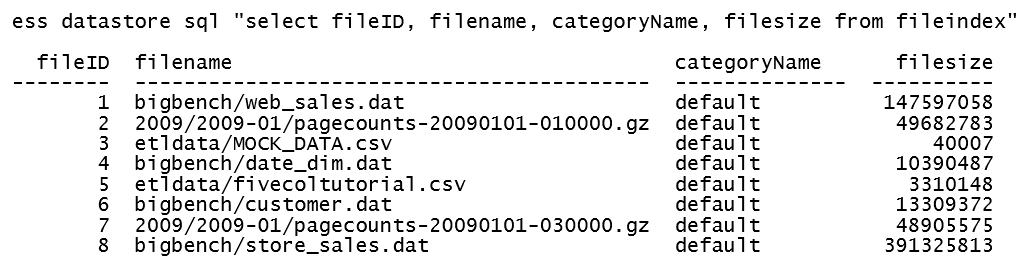 ess datastore sql "select fileID, filename, categoryName, filesize from fileindex"
  fileID  filename                                    categoryName      filesize
--------  ------------------------------------------  --------------  ----------
       1  bigbench/web_sales.dat                      default          147597058
       2  2009/2009-01/pagecounts-20090101-010000.gz  default           49682783
       3  etldata/MOCK_DATA.csv                       default              40007
       4  bigbench/date_dim.dat                       default           10390487
       5  etldata/fivecoltutorial.csv                 default            3310148
       6  bigbench/customer.dat                       default           13309372
       7  2009/2009-01/pagecounts-20090101-030000.gz  default           48905575
       8  bigbench/store_sales.dat                    default          391325813